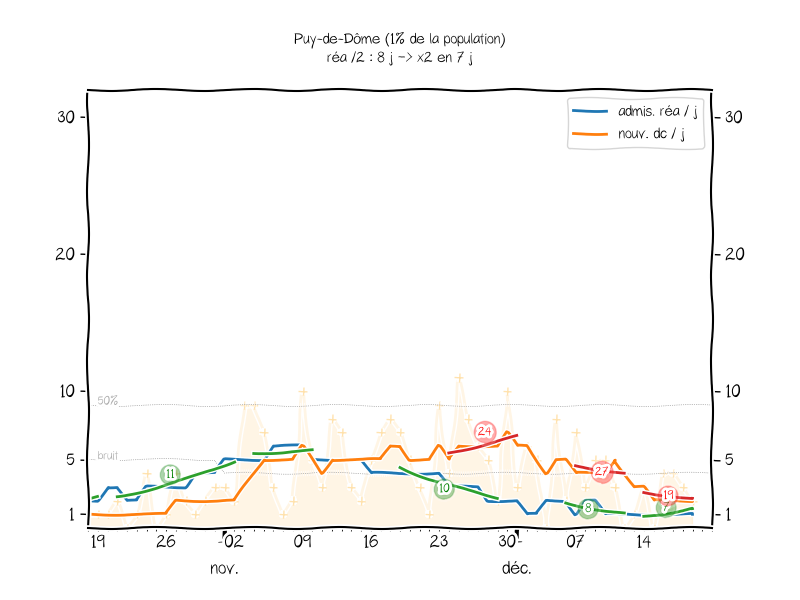 Puy-de-Dôme (1% de la population)
réa /2 : 8 j -> x2 en 7 j
admis. réa / j
nouv. dc / j
30 30
20 20
10 10
50%
24
bruit
5 5
11
27
10
19
8 7
1 1
19 26 -02 09 16 23 30- 07 14
nov. déc.